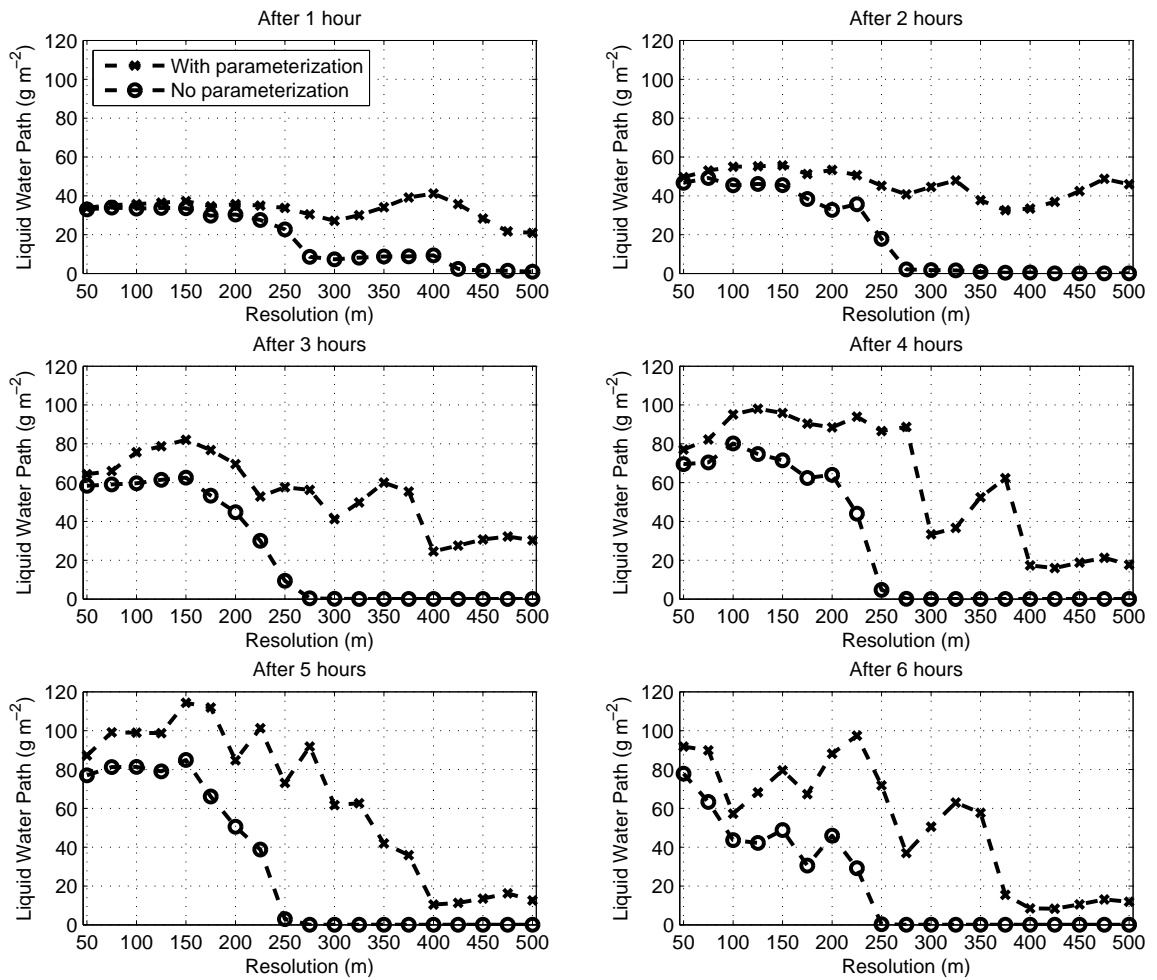 After 1 hour
120
100
80
60
40
20
0
Liquid Water Path (g m−2)
With parameterization
No parameterization
50 100 150 200 250 300 350 400 450 500
Resolution (m)
After 2 hours
120
100
80
60
40
20
0
Liquid Water Path (g m−2)
50 100 150 200 250 300 350 400 450 500
Resolution (m)
After 3 hours
120
100
80
60
40
20
0
Liquid Water Path (g m−2)
50 100 150 200 250 300 350 400 450 500
Resolution (m)
After 4 hours
120
100
80
60
40
20
0
Liquid Water Path (g m−2)
50 100 150 200 250 300 350 400 450 500
Resolution (m)
After 5 hours
120
100
80
60
40
20
0
Liquid Water Path (g m−2)
50 100 150 200 250 300 350 400 450 500
Resolution (m)
After 6 hours
120
100
80
60
40
20
0
Liquid Water Path (g m−2)
50 100 150 200 250 300 350 400 450 500
Resolution (m)